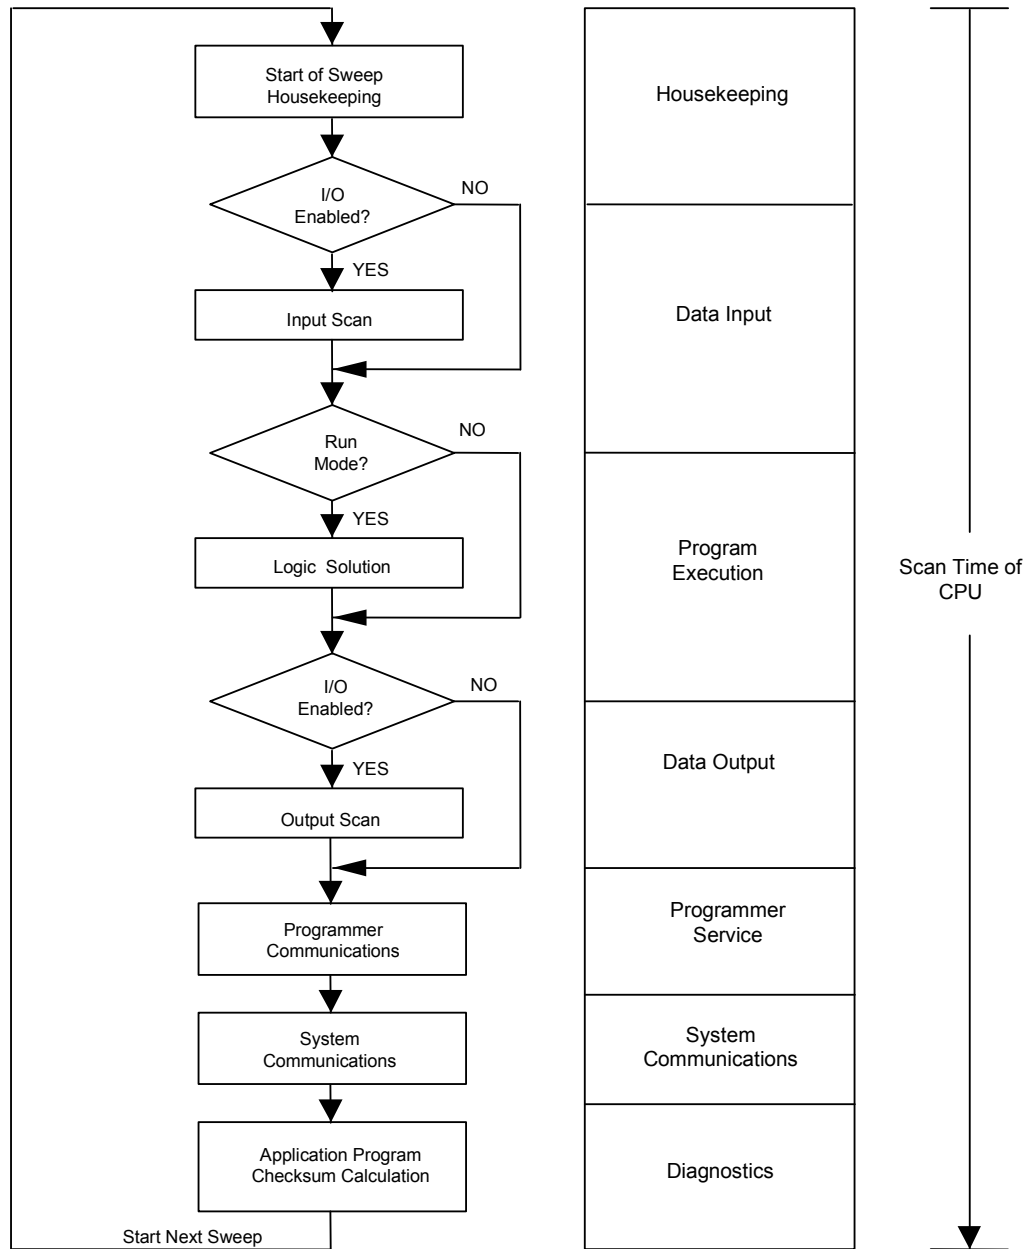 Start of Sweep
Housekeeping
I/O
Enabled?
NO
YES
Input Scan
Run
Mode?
NO
YES
Logic Solution
I/O
Enabled?
NO
YES
Output Scan
Programmer
Communications
System
Communications
Application Program
Checksum Calculation
Start Next Sweep
Housekeeping
Data Input
Program
Execution
Data Output
Programmer
Service
System
Communications
Diagnostics
Scan Time of
CPU